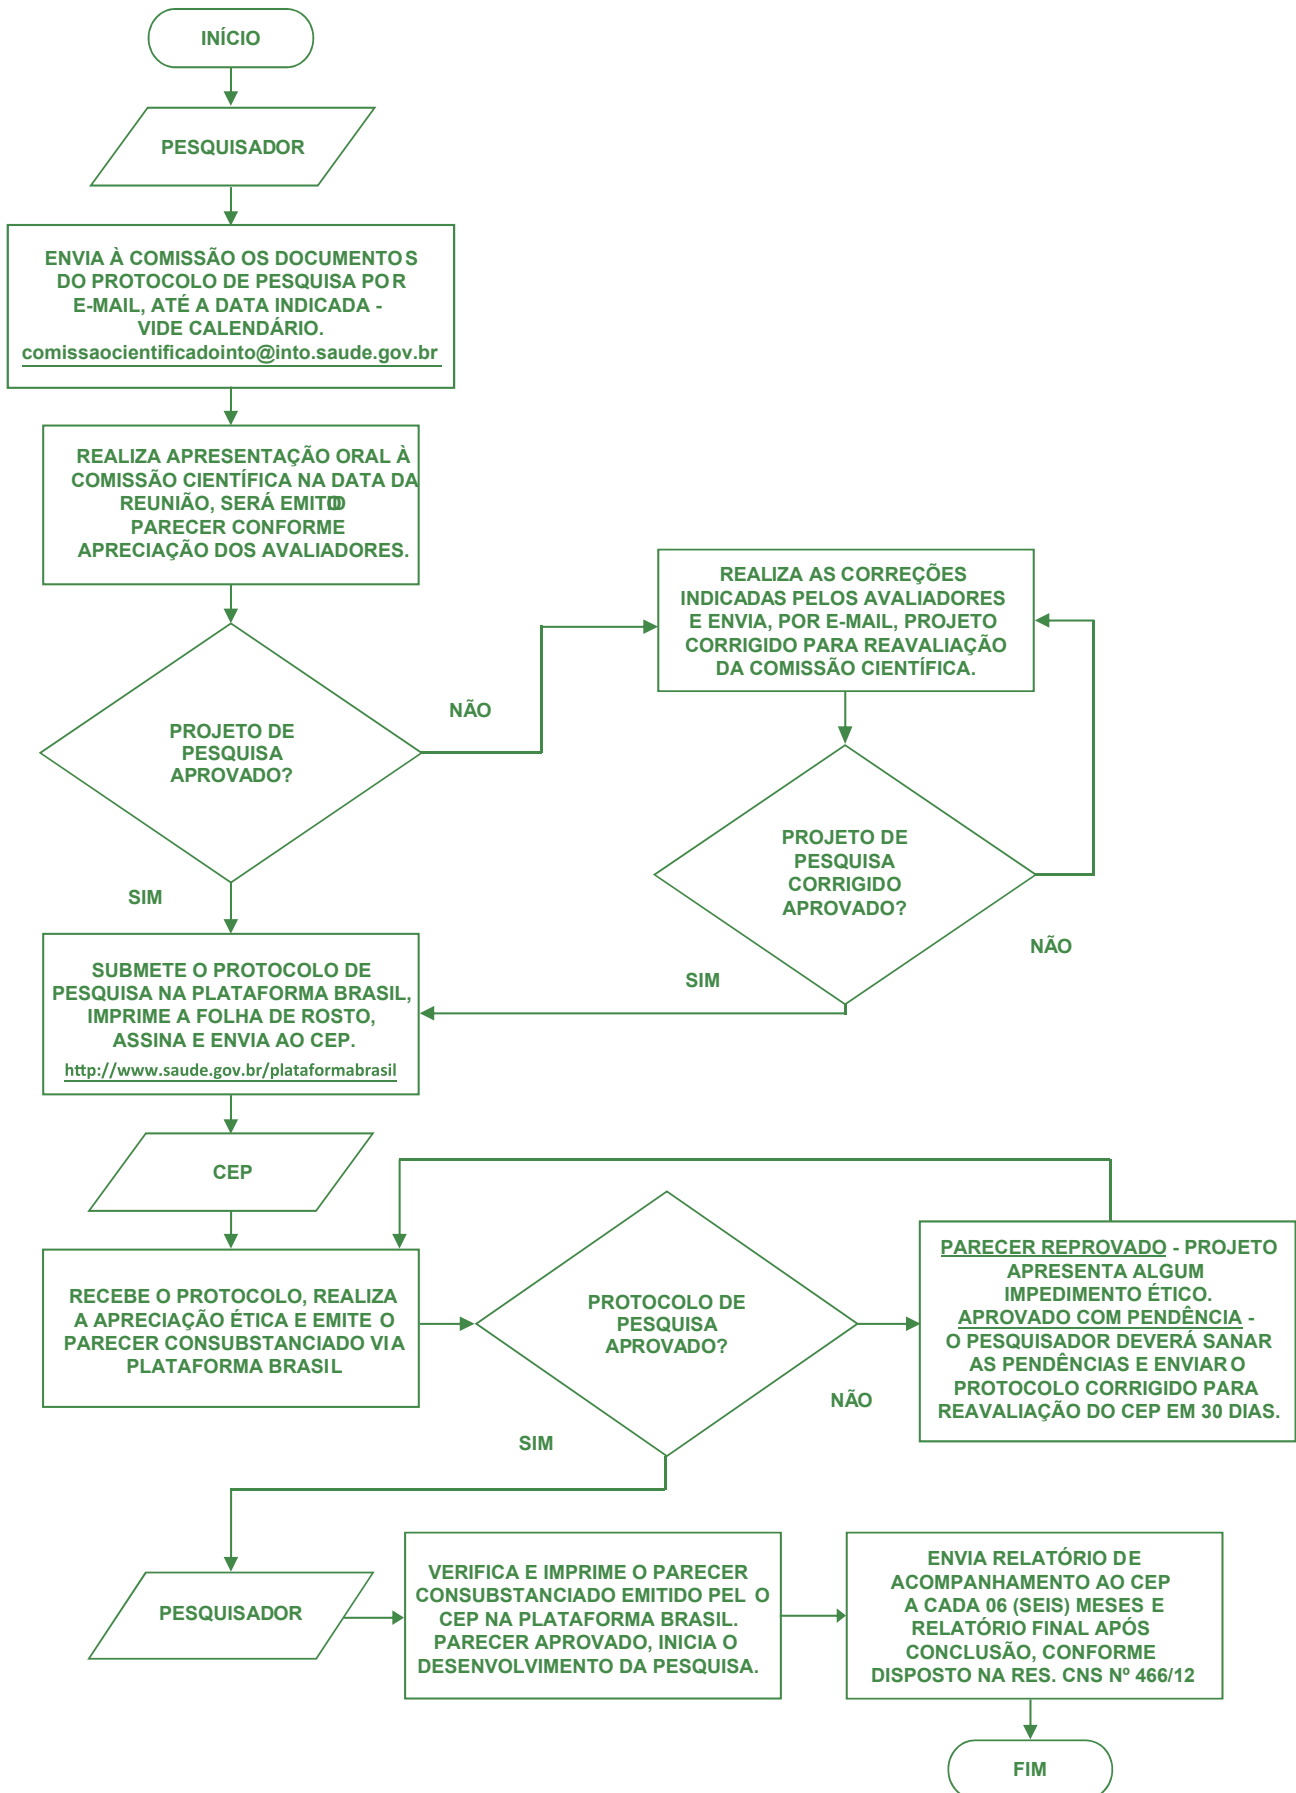 INÍCIO
PESQUISADOR
ENVIA À COMISSÃO OS DOCUMENTOS
DO PROTOCOLO DE PESQUISA POR
E-MAIL, ATÉ A DATA INDICADA -
VIDE CALENDÁRIO.
comissaocientificadointo@into.saude.gov.br
REALIZA APRESENTAÇÃO ORAL À
COMISSÃO CIENTÍFICA NA DATA DA
REUNIÃO, SERÁ EMITIDO
PARECER CONFORME
APRECIAÇÃO DOS AVALIADORES.
PROJETO DE
PESQUISA
APROVADO?
NÃO
REALIZA AS CORREÇÕES
INDICADAS PELOS AVALIADORES
E ENVIA, POR E-MAIL, PROJETO
CORRIGIDO PARA REAVALIAÇÃO
DA COMISSÃO CIENTÍFICA.
PROJETO DE
PESQUISA
CORRIGIDO
APROVADO?
NÃO
SIM
SIM
SUBMETE O PROTOCOLO DE
PESQUISA NA PLATAFORMA BRASIL,
IMPRIME A FOLHA DE ROSTO,
ASSINA E ENVIA AO CEP.
http://www.saude.gov.br/plataformabrasil
CEP
RECEBE O PROTOCOLO, REALIZA
A APRECIAÇÃO ÉTICA E EMITE O
PARECER CONSUBSTANCIADO VIA
PLATAFORMA BRASIL
PROTOCOLO DE
PESQUISA
APROVADO?
NÃO
PARECER REPROVADO - PROJETO
APRESENTA ALGUM
IMPEDIMENTO ÉTICO.
APROVADO COM PENDÊNCIA -
O PESQUISADOR DEVERÁ SANAR
AS PENDÊNCIAS E ENVIAR O
PROTOCOLO CORRIGIDO PARA
REAVALIAÇÃO DO CEP EM 30 DIAS.
SIM
PESQUISADOR
VERIFICA E IMPRIME O PARECER
CONSUBSTANCIADO EMITIDO PELO
CEP NA PLATAFORMA BRASIL.
PARECER APROVADO, INICIA O
DESENVOLVIMENTO DA PESQUISA.
ENVIA RELATÓRIO DE
ACOMPANHAMENTO AO CEP
A CADA 06 (SEIS) MESES E
RELATÓRIO FINAL APÓS
CONCLUSÃO, CONFORME
DISPOSTO NA RES. CNS Nº 466/12
FIM